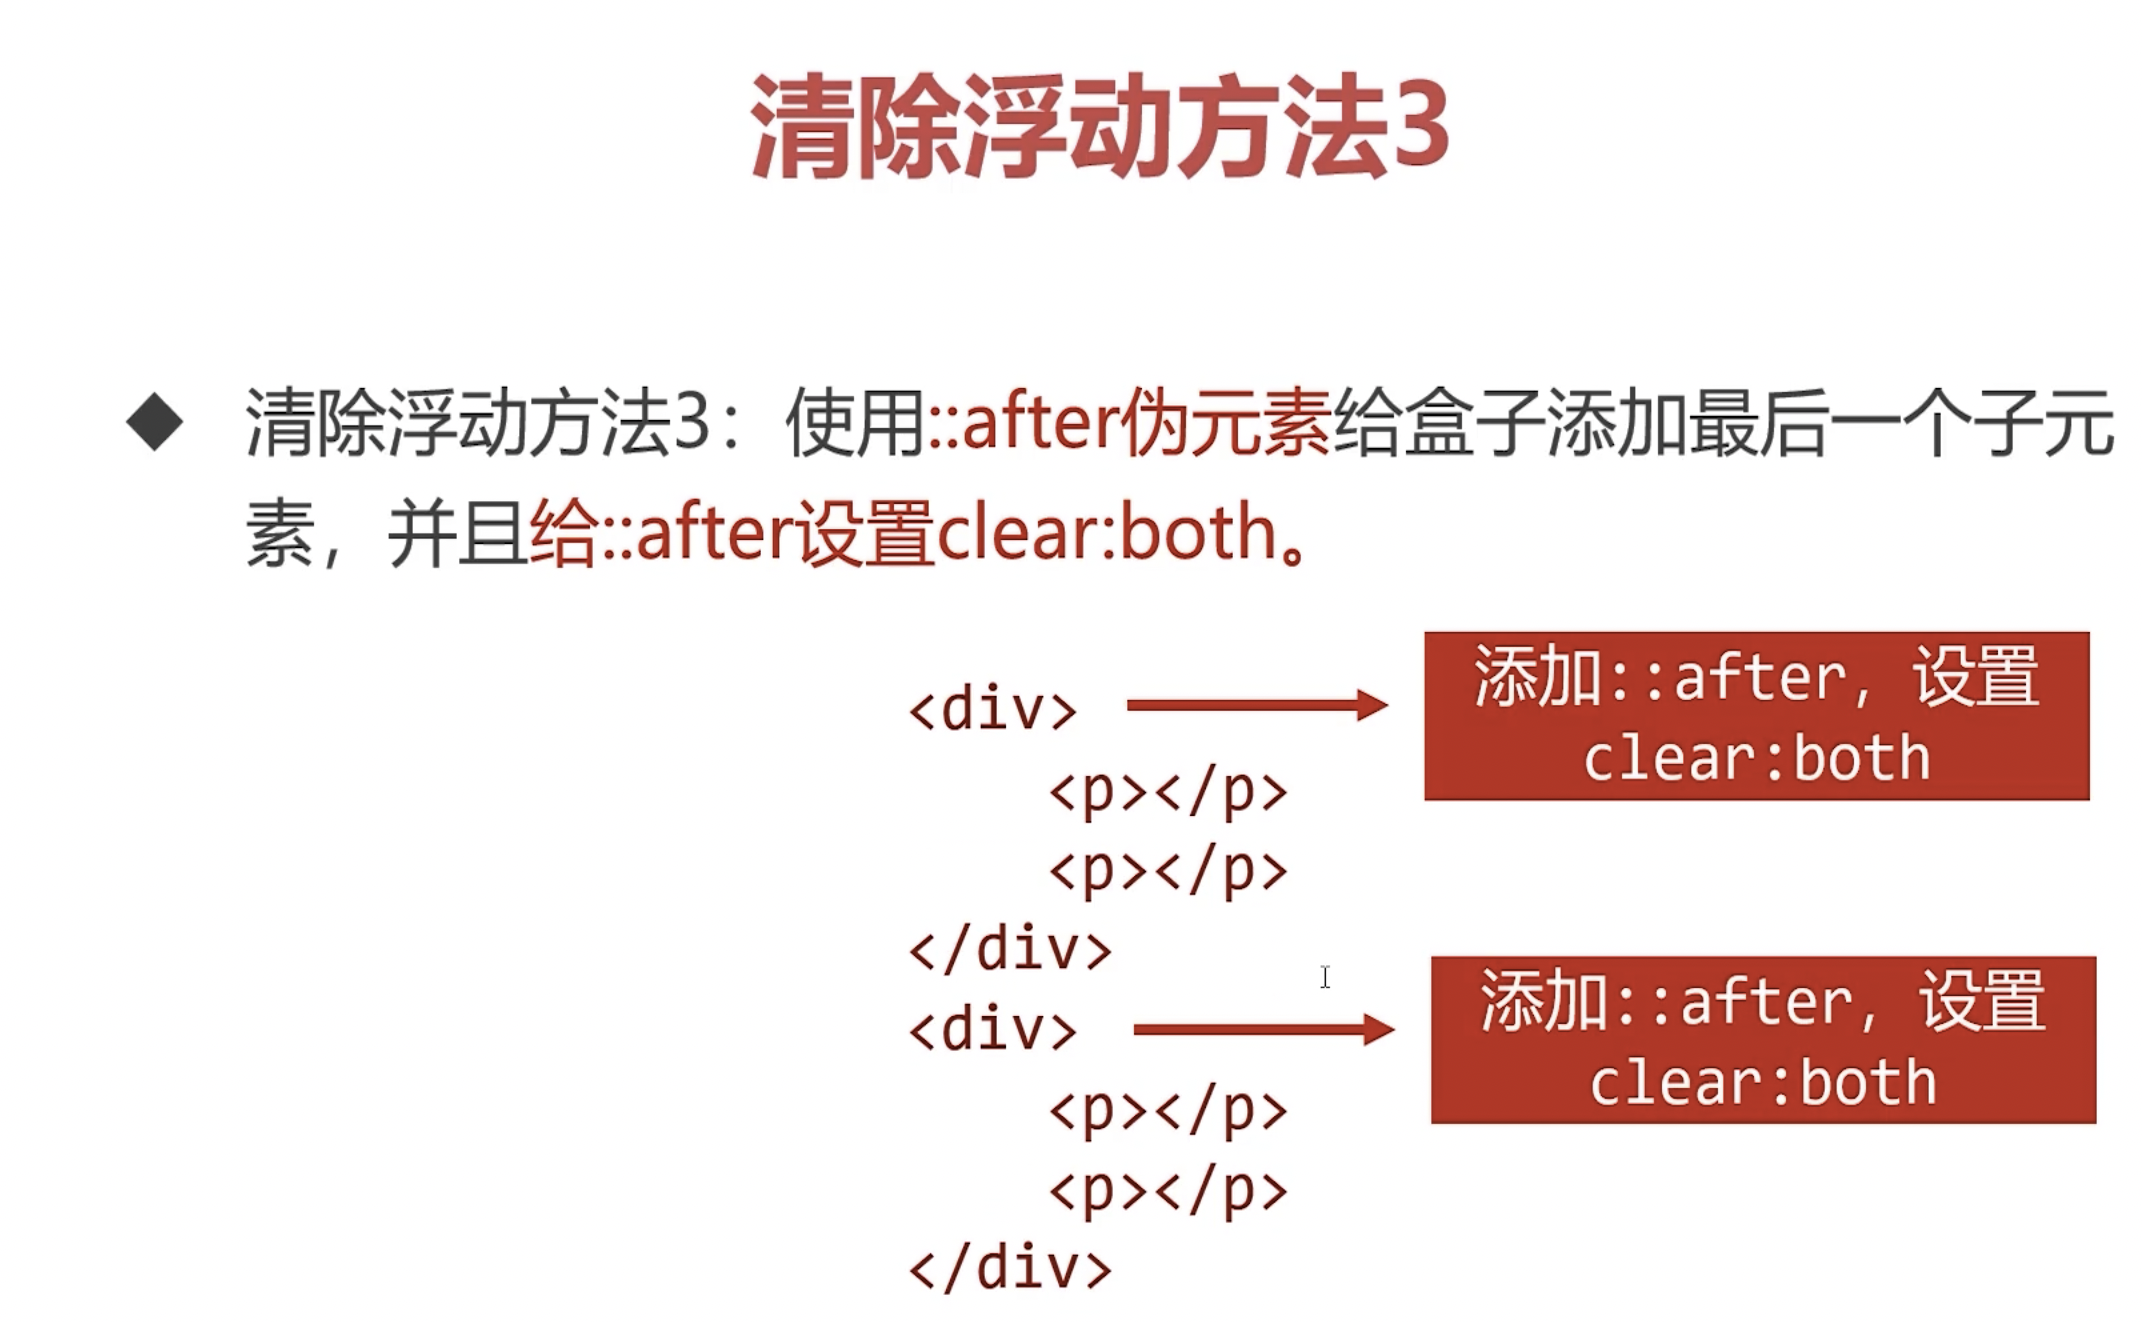 清除浮动方法3
清除浮动方法3：使用::after伪元素给盒子添加最后一个子元
素，并且给::after设置clear:both。
<div>
添加::after, 设置
clear:both
<p></p>
<p></p>
</div>
<div>
添加::after, 设置
clear:both
<p></p>
<p></p>
</div>